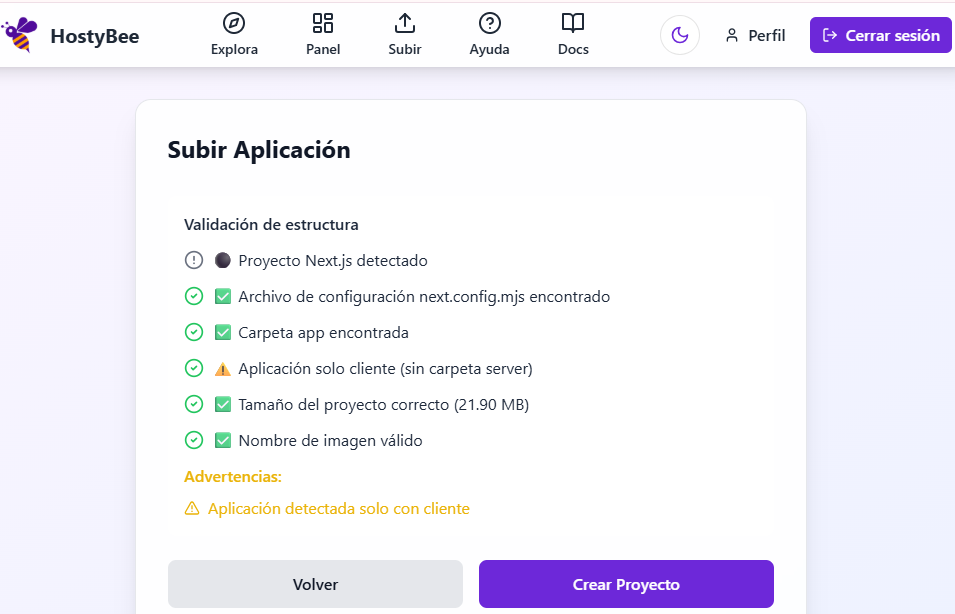 HostyBee
Explora
Panel
Subir
Ayuda
Docs
Perfil
Cerrar sesión
Subir Aplicación
Validación de estructura
Proyecto Next.js detectado
Archivo de configuración next.config.mjs encontrado
Carpeta app encontrada
Aplicación solo cliente (sin carpeta server)
Tamaño del proyecto correcto (21.90 MB)
Nombre de imagen válido
Advertencias:
Aplicación detectada solo con cliente
Volver
Crear Proyecto